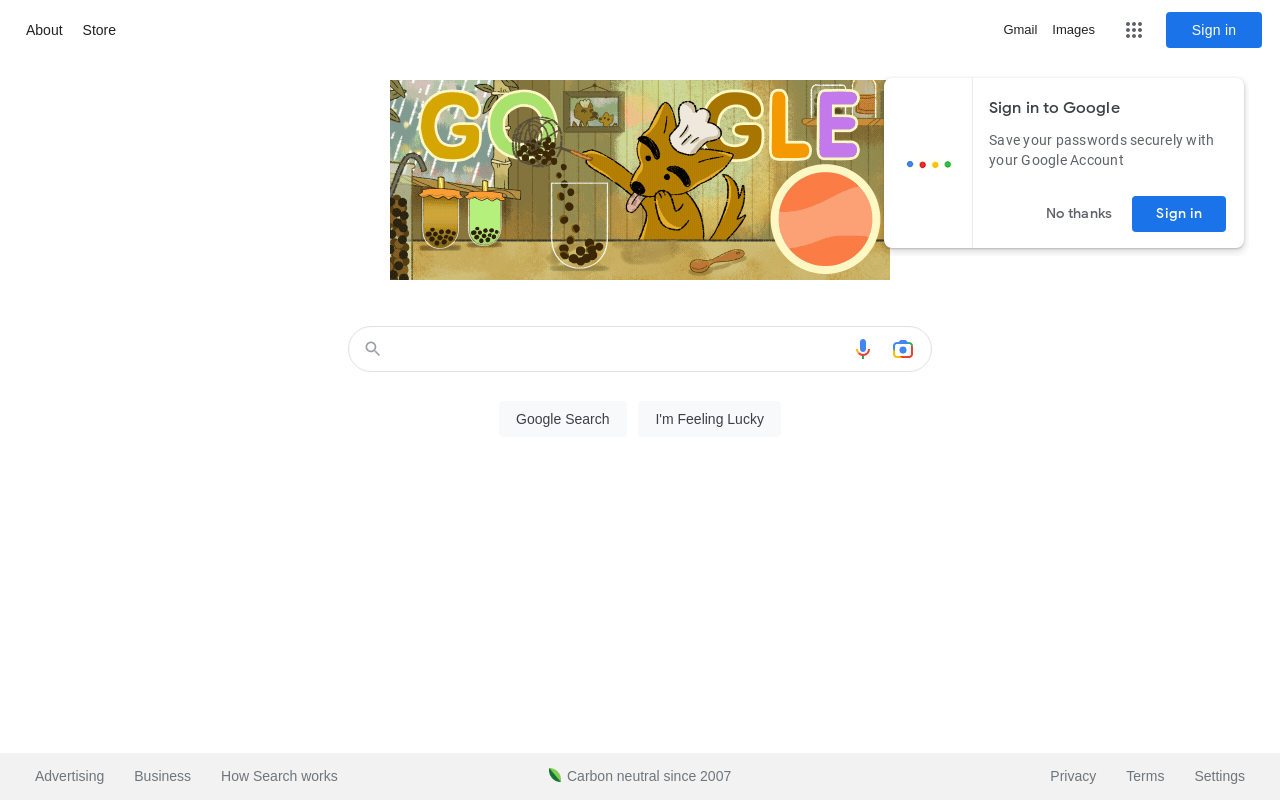 About Store
Gmail Images
Sign in
GOOGLE
Sign in to Google
Save your passwords securely with
your Google Account
No thanks
Sign in
Google Search
I'm Feeling Lucky
Advertising Business How Search works
Carbon neutral since 2007
Privacy Terms Settings